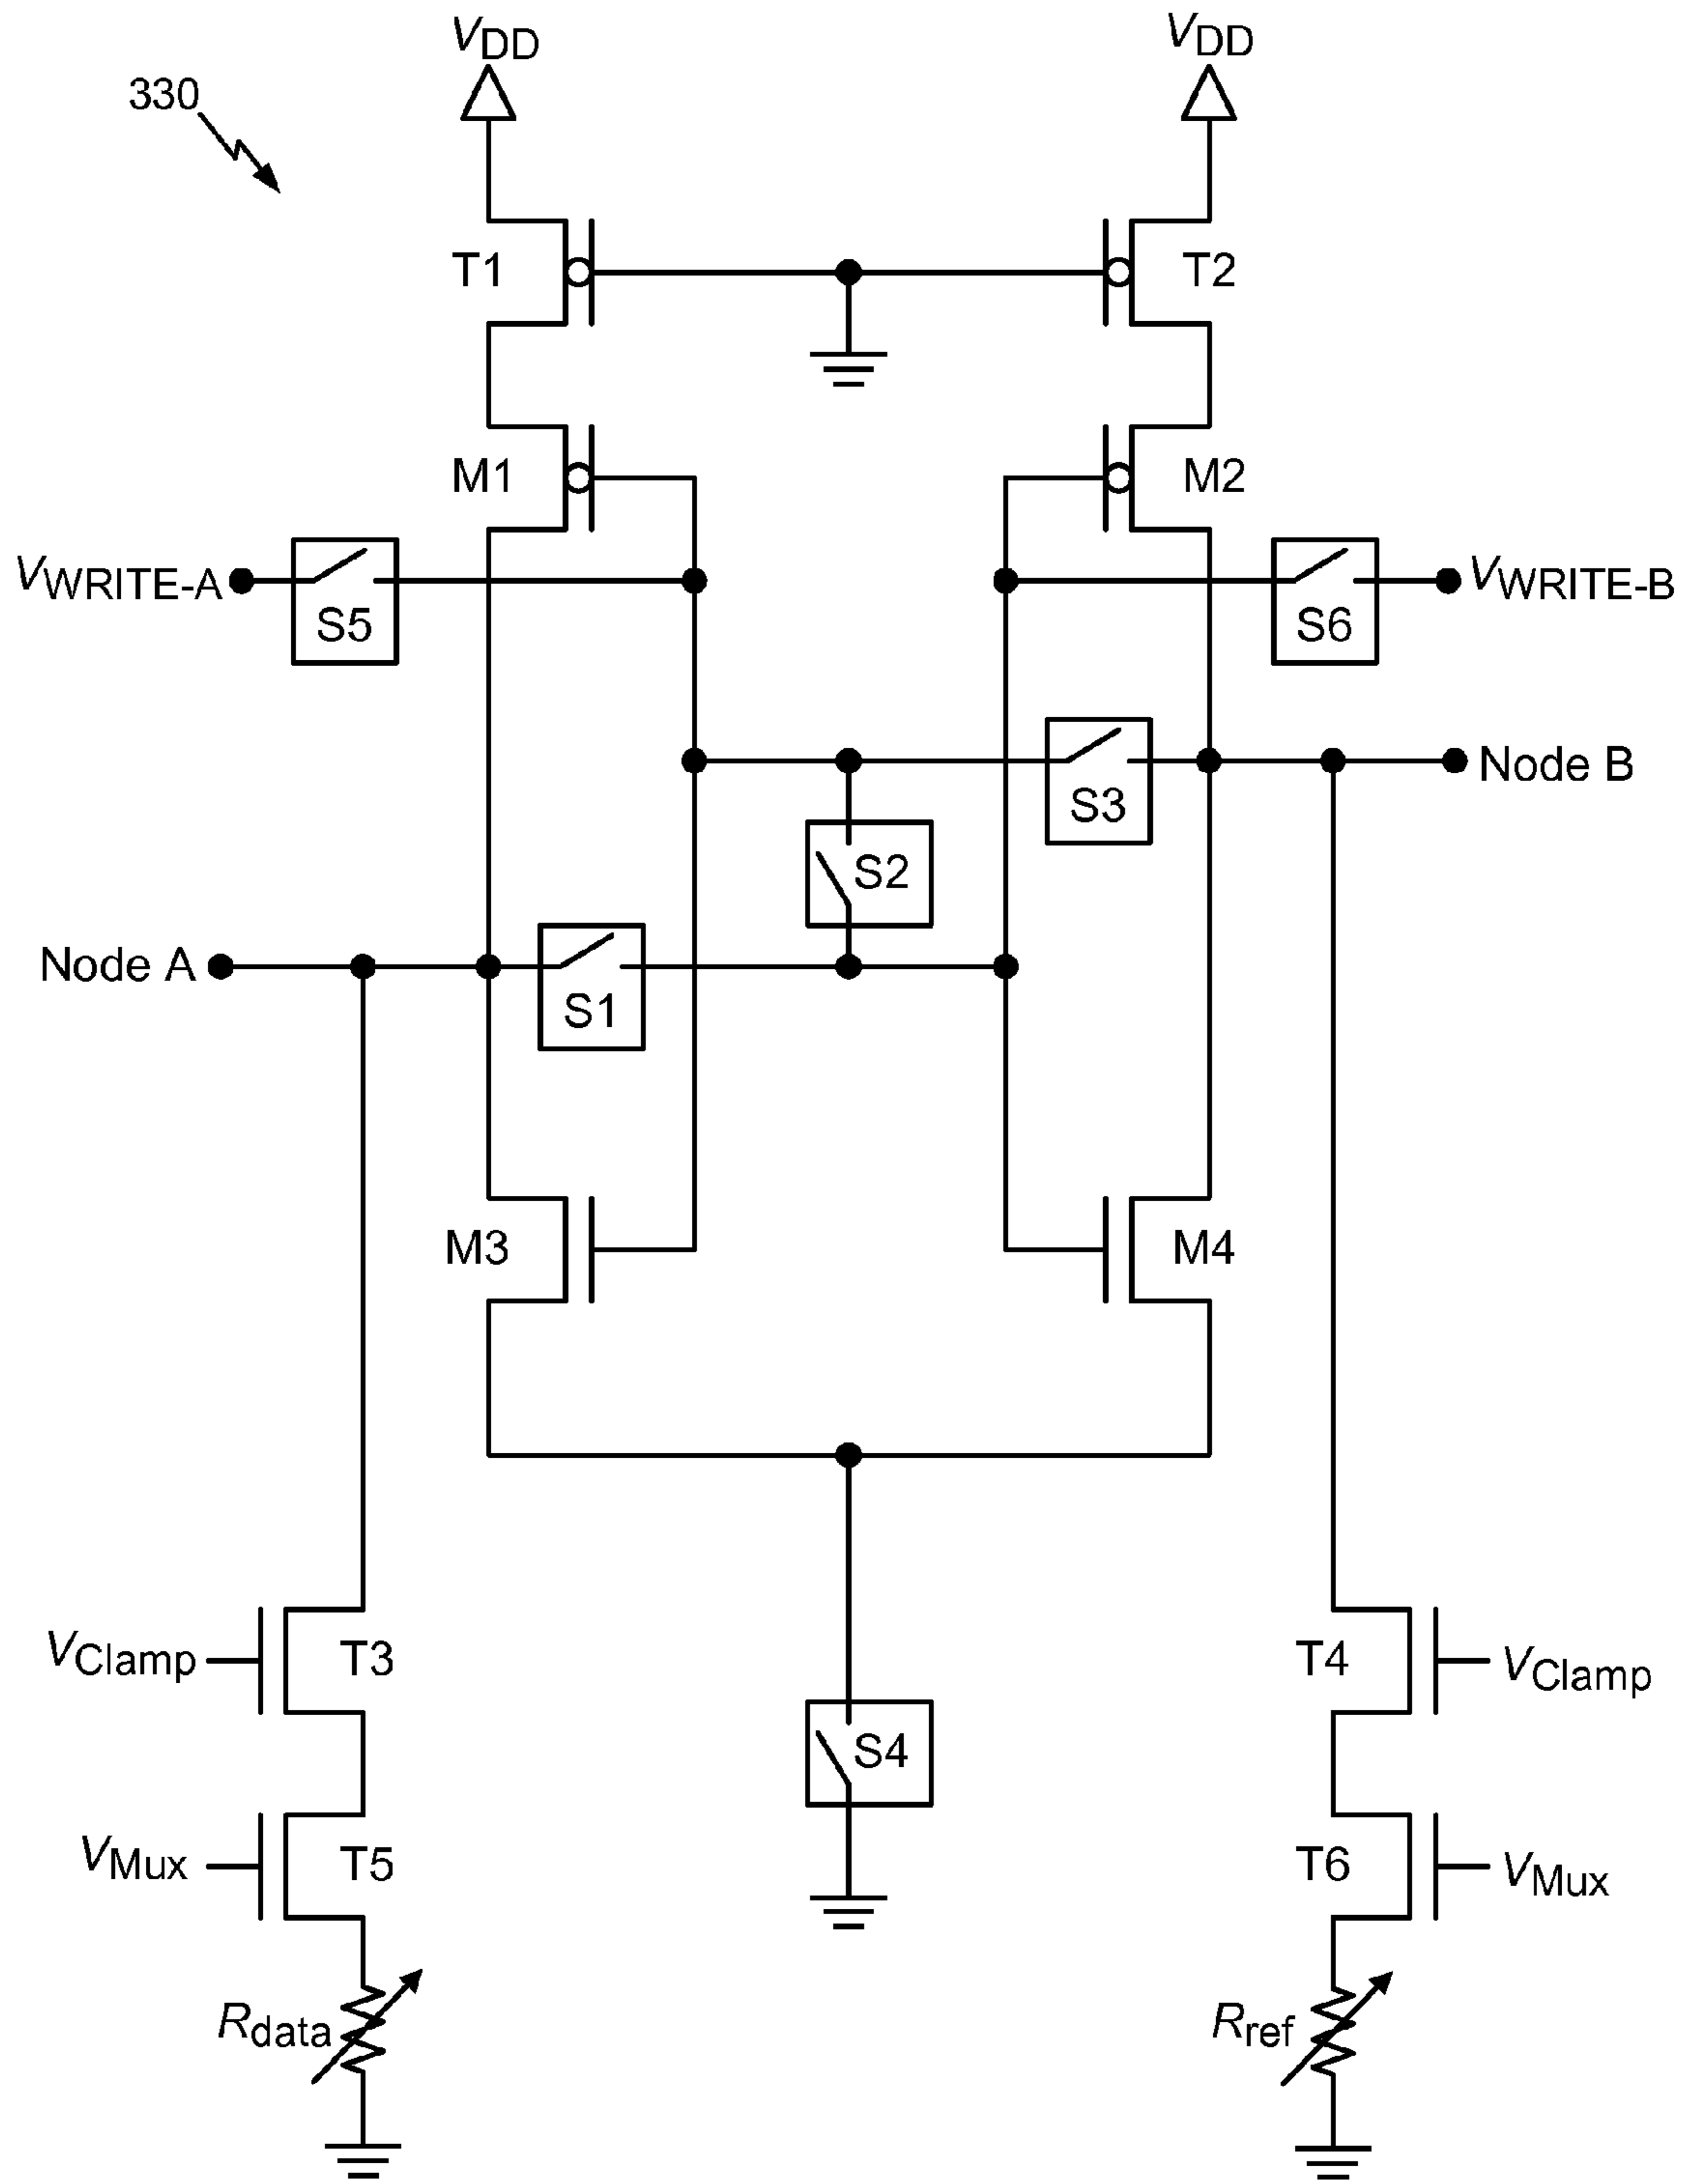 VDD
VDD
330
T1
T2
M1
M2
VWRITE-A
S5
S6
VWRITE-B
S3
Node B
S2
Node A
S1
M3
M4
VClamp
T3
T4
VClamp
S4
VMux
T5
T6
VMux
Rdata
Rref